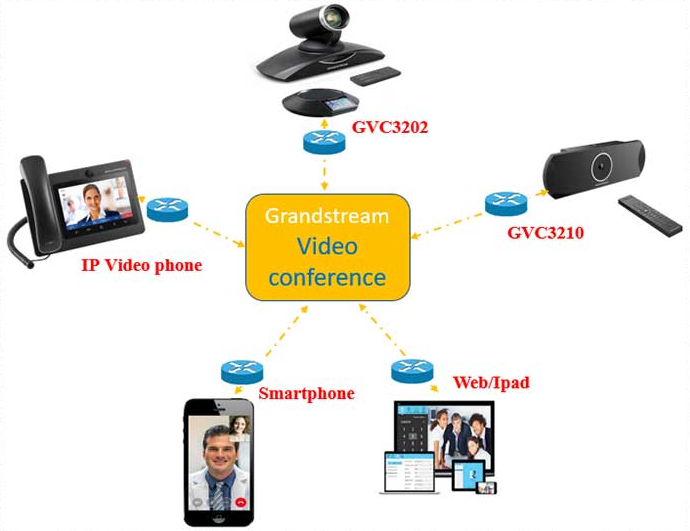 GVC3202
Grandstream
Video
conference
GVC3210
IP Video phone
Smartphone
Web/Ipad